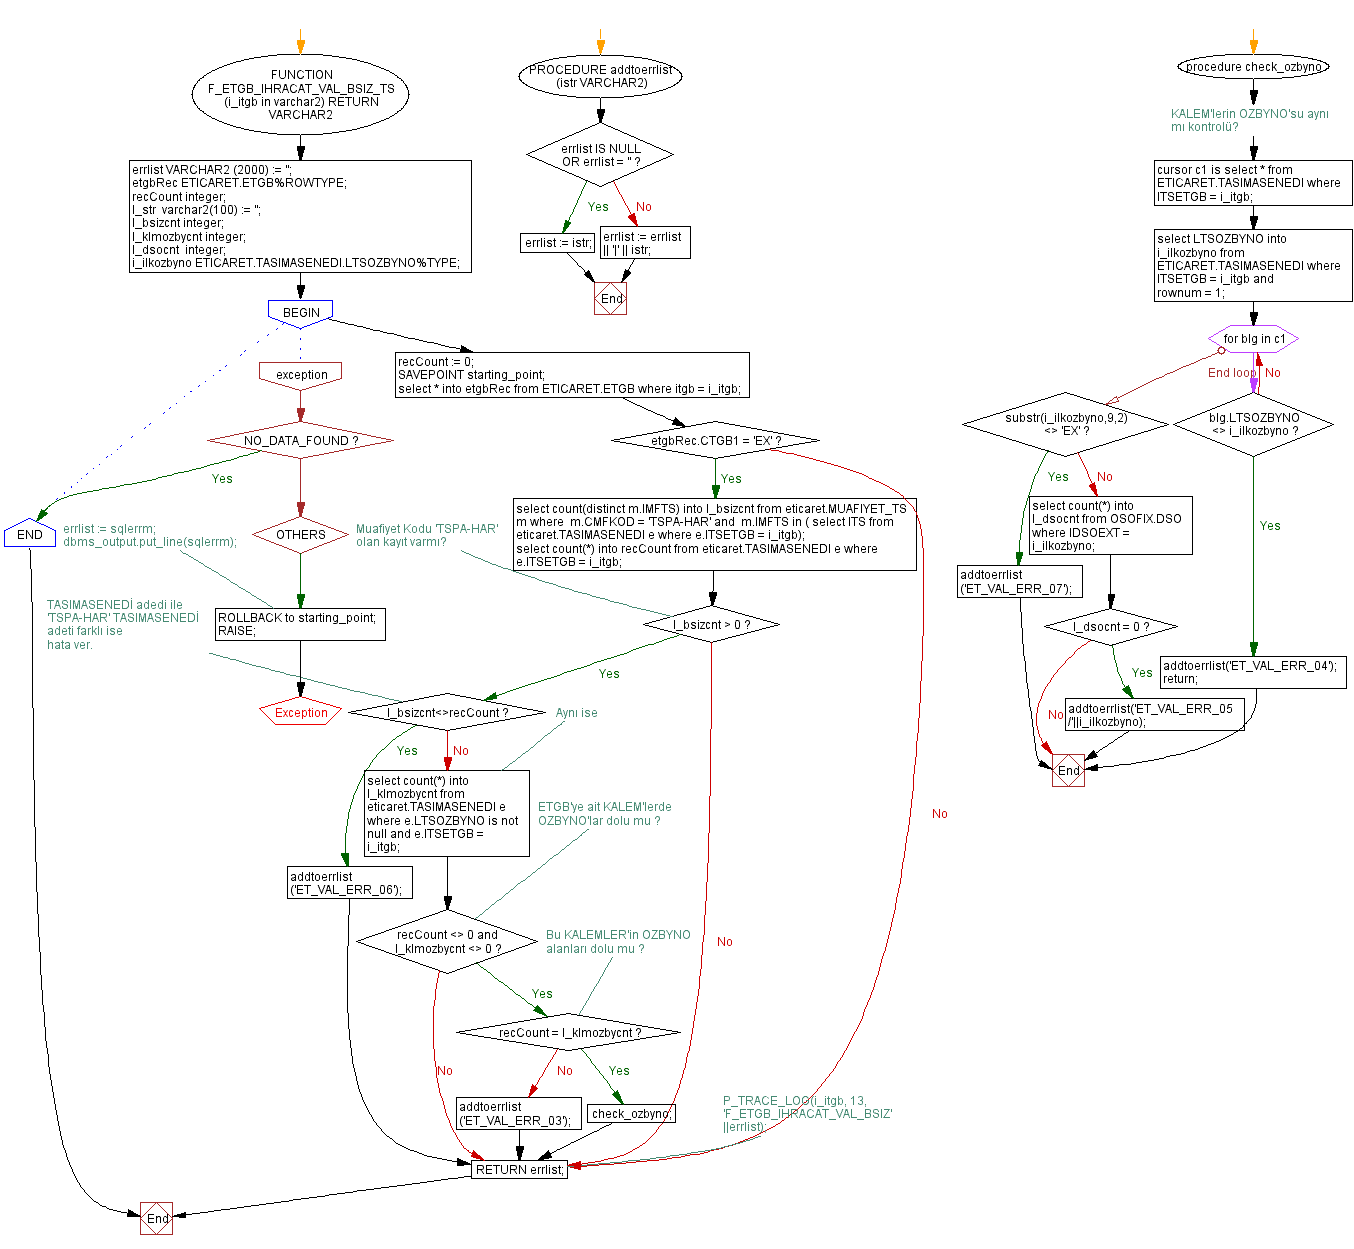 FUNCTION
F_ETGB_IHRACAT_VAL_BSIZ_TS
(i_itgb in varchar2) RETURN
VARCHAR2
errlist VARCHAR2 (2000) := '';
etgbRec ETICARET.ETGB%ROWTYPE;
recCount integer;
l_str  varchar2(100) := '';
l_bsizcnt integer;
l_klmozbycnt integer;
l_dsocnt  integer;
i_ilkozbyno ETICARET.TASIMASENEDI.LTSOZBYNO%TYPE;
BEGIN
exception
recCount := 0;
SAVEPOINT starting_point;
select * into etgbRec from ETICARET.ETGB where itgb = i_itgb;
NO_DATA_FOUND ?
Yes
etgbRec.CTGB1 = 'EX' ?
Yes
END
errlist := sqlerrm;
dbms_output.put_line(sqlerrm);
OTHERS
Muafiyet Kodu 'TSPA-HAR'
olan kayıt varmı?
select count(distinct m.IMFTS) into l_bsizcnt from eticaret.MUAFIYET_TS
m where  m.CMFKOD = 'TSPA-HAR' and  m.IMFTS in ( select ITS from
eticaret.TASIMASENEDI e where e.ITSETGB = i_itgb);
select count(*) into recCount from eticaret.TASIMASENEDI e where
e.ITSETGB = i_itgb;
TASIMASENEDİ adedi ile
'TSPA-HAR' TASIMASENEDİ
adeti farklı ise
hata ver.
ROLLBACK to starting_point;
RAISE;
l_bsizcnt > 0 ?
Yes
Exception
l_bsizcnt<>recCount ?
Aynı ise
Yes
No
select count(*) into
l_klmozbycnt from
eticaret.TASIMASENEDI e
where e.LTSOZBYNO is not
null and e.ITSETGB =
i_itgb;
ETGB'ye ait KALEM'lerde
OZBYNO'lar dolu mu ?
No
addtoerrlist
('ET_VAL_ERR_06');
recCount <> 0 and
l_klmozbycnt <> 0 ?
Bu KALEMLER'in OZBYNO
alanları dolu mu ?
No
Yes
recCount = l_klmozbycnt ?
No
No
Yes
addtoerrlist
('ET_VAL_ERR_03');
check_ozbyno;
P_TRACE_LOG(i_itgb, 13,
'F_ETGB_IHRACAT_VAL_BSIZ'
||errlist);
RETURN errlist;
End
PROCEDURE addtoerrlist
(istr VARCHAR2)
errlist IS NULL
OR errlist = '' ?
Yes
No
errlist := istr;
errlist := errlist
|| '|' || istr;
End
procedure check_ozbyno
KALEM'lerin OZBYNO'su aynı
mı kontrolü?
cursor c1 is select * from
ETICARET.TASIMASENEDI where
ITSETGB = i_itgb;
select LTSOZBYNO into
i_ilkozbyno from
ETICARET.TASIMASENEDI where
ITSETGB = i_itgb and
rownum = 1;
for blg in c1
End loop
No
substr(i_ilkozbyno,9,2)
<> 'EX' ?
blg.LTSOZBYNO
<> i_ilkozbyno ?
Yes
No
select count(*) into
l_dsocnt from OSOFIX.DSO
where IDSOEXT =
i_ilkozbyno;
Yes
addtoerrlist
('ET_VAL_ERR_07');
l_dsocnt = 0 ?
Yes
addtoerrlist('ET_VAL_ERR_04');
return;
No
addtoerrlist('ET_VAL_ERR_05
/'||i_ilkozbyno);
End